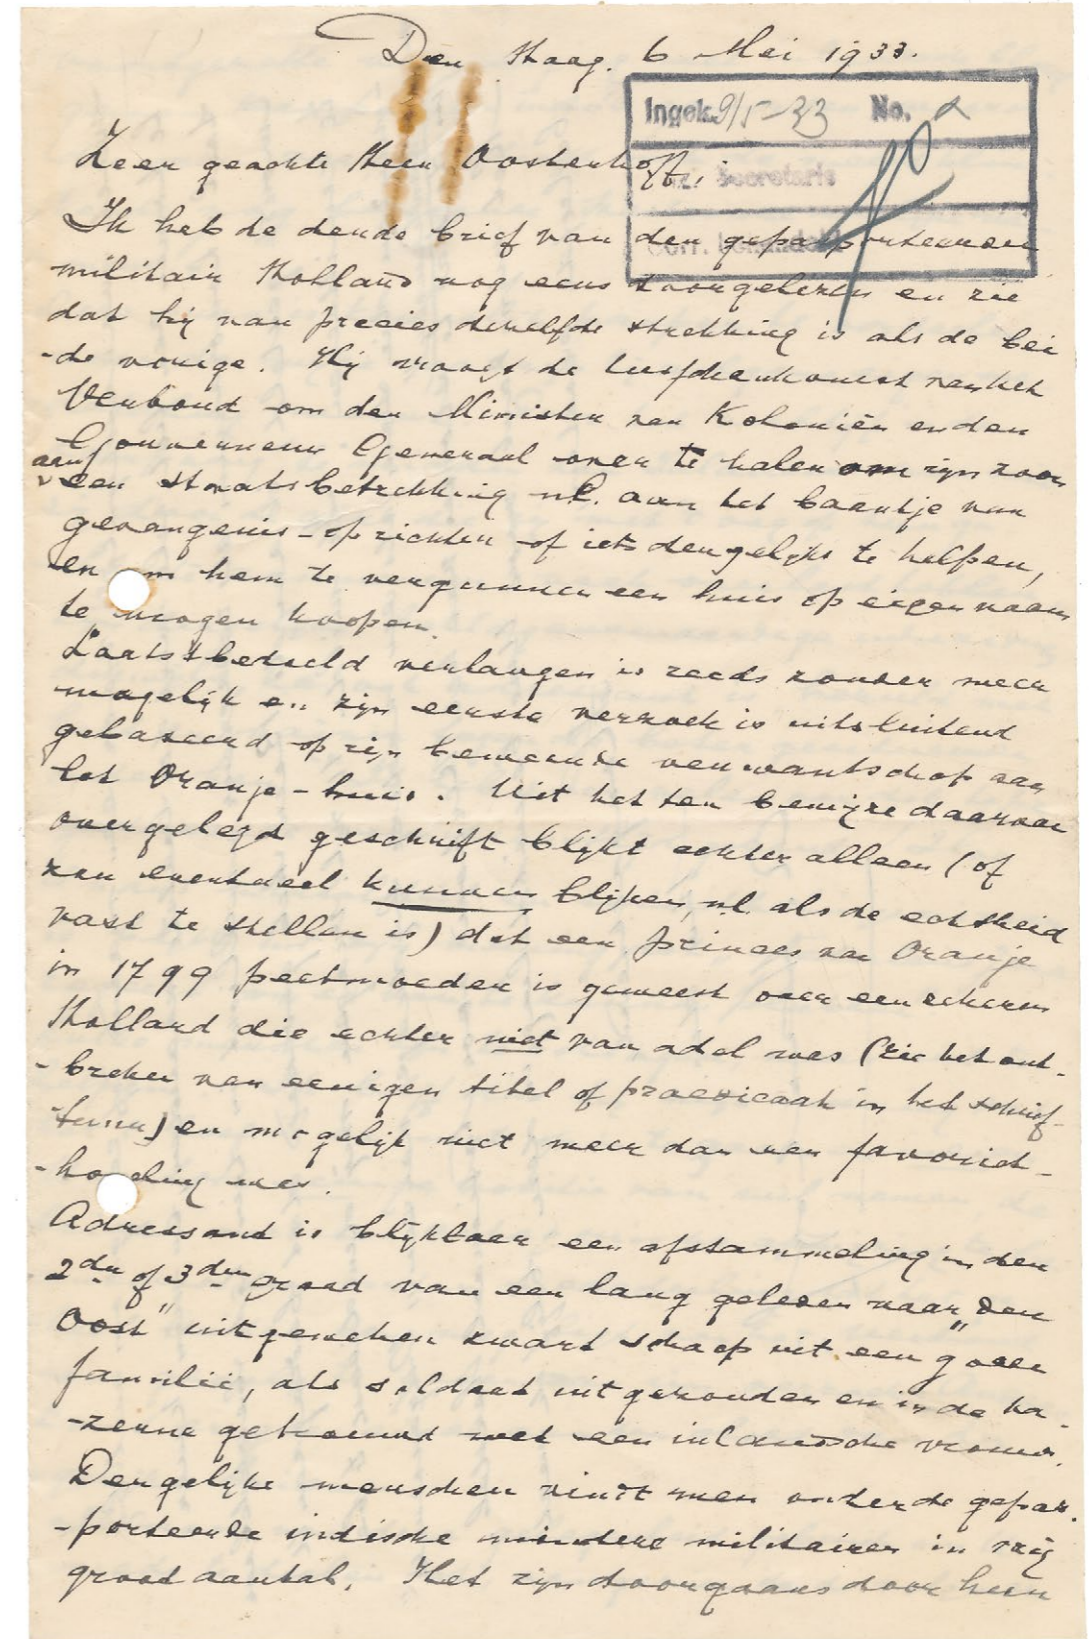 Den Haag. 6 Mei 1933.
Ingek. 9/5-33 No. a
Zeer geachte Heer Oosterhoff,
Secretaris
Ik heb de derde brief van den gepasporteerden
Corr.
militair Holland nog eens doorgelezen en zie
dat hij van precies dezelfde strekking is als de bei
-de vorige. Hij vraagt de tusschenkomst van het
Verbond om den Minister van Koloniën en den
Gouverneur Generaal over te halen om zijn zoon
aan
een staatsbetrekking nl. aan het baantje van
gevangenis-opzichter of iets dergelijks te helpen,
en om hem te vergunnen een huis op eigen naam
te mogen koopen.
Laatstbedoeld verlangen is reeds zonder meer
mogelijk en zijn eerste verzoek is uitsluitend
gebaseerd op zijn beweerde verwantschap aan
het Oranje-huis. Uit het ten bewijze daarvan
overgelegd geschrift blijkt echter alleen (of
zou eventueel kunnen blijken, nl. als de echtheid
vast te stellen is) dat een prinses van Oranje
in 1799 peetmoeder is geweest over een zekeren
Holland die echter niet van adel was (zie het ont-
-breken van eenigen titel of praedicaat in het schrif-
-tuur) en mogelijk niet meer dan een favoriet-
-hoveling was.
Adressant is blijkbaar een afstammeling in den
2den of 3den graad van een lang geleden naar "den
Oost" uitgeweken zwart schaap uit een goede
familie, als soldaat uitgezonden en in de ka-
-zerne getrouwd met een inlandsche vrouw.
Dergelijke menschen vindt men onder de gepas-
-porteerde indische mindere militairen in vrij
groot aantal. Het zijn doorgaans door hun